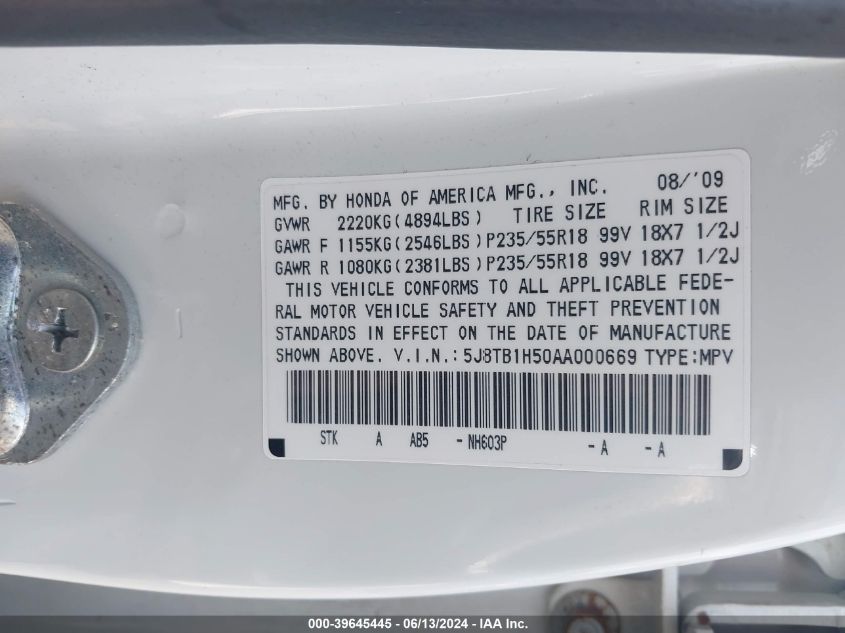 MFG. BY HONDA OF AMERICA MFG., INC. 08/'09
GVWR 2220KG(4894LBS) TIRE SIZE RIM SIZE
GAWR F 1155KG(2546LBS)P235/55R18 99V 18X7 1/2J
GAWR R 1080KG(2381LBS)P235/55R18 99V 18X7 1/2J
THIS VEHICLE CONFORMS TO ALL APPLICABLE FEDE-
RAL MOTOR VEHICLE SAFETY AND THEFT PREVENTION
STANDARDS IN EFFECT ON THE DATE OF MANUFACTURE
SHOWN ABOVE. V.I.N.:5J8TB1H50AA000669 TYPE:MPV
STK A AB5 -NH603P -A -A
000-39645445 - 06/13/2024 - IAAI.com